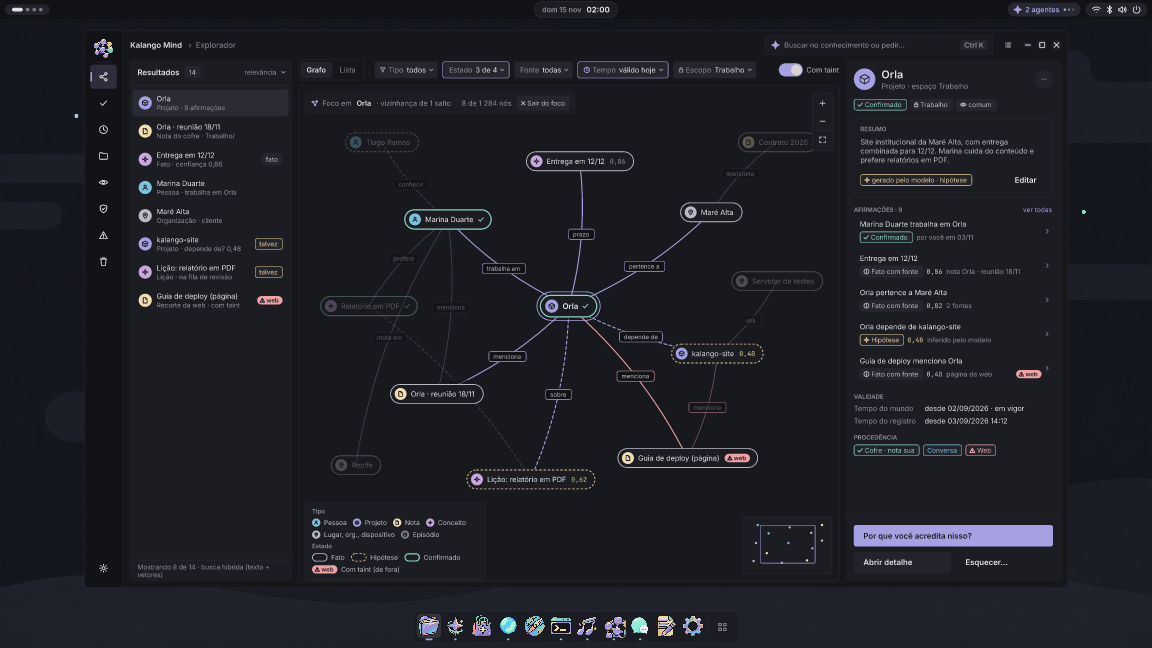 dom 15 nov 02:00
2 agentes
Kalango Mind › Explorador
Buscar no conhecimento ou pedir... Ctrl K
Resultados 14 relevância
Orla
Projeto · 9 afirmações
Orla · reunião 18/11
Nota do cofre · Trabalho/
Entrega em 12/12
Fato · confiança 0,86
fato
Marina Duarte
Pessoa · trabalha em Orla
Maré Alta
Organização · cliente
kalango-site
Projeto · depende de? 0,48
talvez
Lição: relatório em PDF
Lição · na fila de revisão
talvez
Guia de deploy (página)
Recorte da web · com taint
web
Mostrando 8 de 14 · busca híbrida (texto +
vetores)
Grafo Lista Tipo todos Estado 3 de 4 Fonte todas Tempo válido hoje Escopo Trabalho Com taint
Foco em Orla · vizinhança de 1 salto 8 de 1 284 nós Sair do foco
Tiago Ramos
Contrato 2026
Entrega em 12/12 0,86
menciona
conhece
Marina Duarte
Maré Alta
prazo
prefere
trabalha em
pertence a
Servidor de testes
Relatório em PDF
menciona
Orla
usa
mora em
depende de
kalango-site 0,48
menciona
menciona
Orla · reunião 18/11
sobre
menciona
Guia de deploy (página) web
Recife
Lição: relatório em PDF 0,62
Tipo
Pessoa Projeto Nota Conceito
Lugar, org., dispositivo Episódio
Estado
Fato Hipótese Confirmado
web Com taint (de fora)
Orla
Projeto · espaço Trabalho
Confirmado Trabalho comum
RESUMO
Site institucional da Maré Alta, com entrega
combinada para 12/12. Marina cuida do conteúdo e
prefere relatórios em PDF.
gerado pelo modelo · hipótese Editar
AFIRMAÇÕES · 9 ver todas
Marina Duarte trabalha em Orla
Confirmado por você em 03/11
Entrega em 12/12
Fato com fonte 0,86 nota Orla · reunião 18/11
Orla pertence a Maré Alta
Fato com fonte 0,82 2 fontes
Orla depende de kalango-site
Hipótese 0,48 inferido pelo modelo
Guia de deploy menciona Orla
Fato com fonte 0,40 página da web web
VALIDADE
Tempo do mundo desde 02/09/2026 · em vigor
Tempo do registro desde 03/09/2026 14:12
PROCEDÊNCIA
Cofre · nota sua Conversa Web
Por que você acredita nisso?
Abrir detalhe Esquecer...